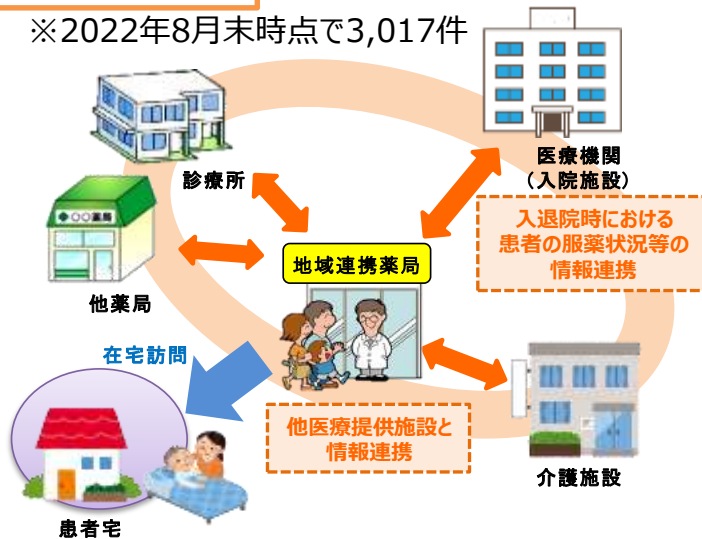 ※2022年8月末時点で3,017件
診療所
医療機関
（入院施設）
入退院時における
患者の服薬状況等の
情報連携
○○薬局
地域連携薬局
他薬局
在宅訪問
他医療提供施設と
情報連携
介護施設
患者宅